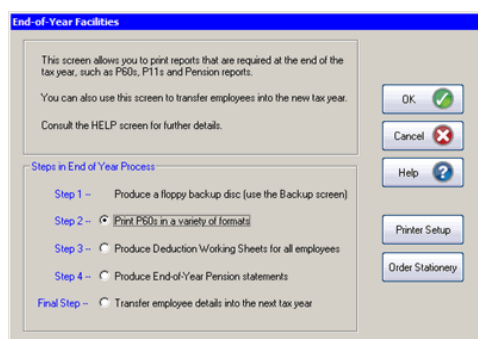 End-of-Year Facilities
This screen allows you to print reports that are required at the end of the
tax year, such as P60s, P11s and Pension reports.
You can also use this screen to transfer employees into the new tax year.
Consult the HELP screen for further details.
OK
Cancel
Help
Steps in End of Year Process
Step 1 -- Produce a floppy backup disc (use the Backup screen)
Step 2 -- Print P60s in a variety of formats
Step 3 -- Produce Deduction Working Sheets for all employees
Step 4 -- Produce End-of-Year Pension statements
Final Step -- Transfer employee details into the next tax year
Printer Setup
Order Stationery